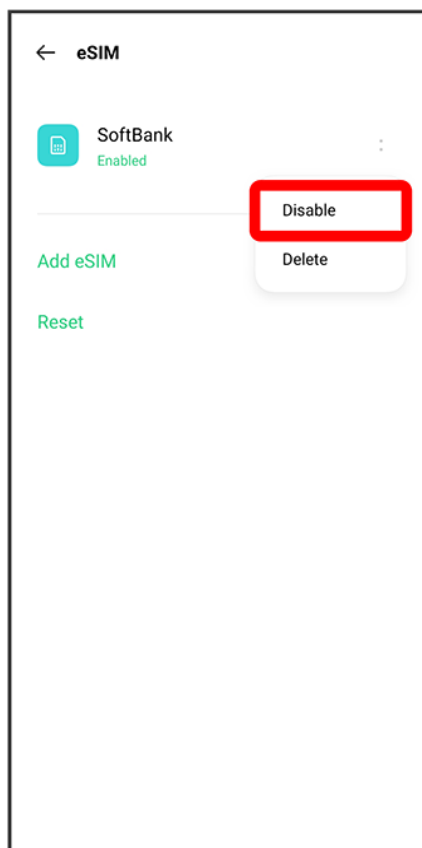 eSIM
SoftBank
Enabled
Disable
Delete
Add eSIM
Reset